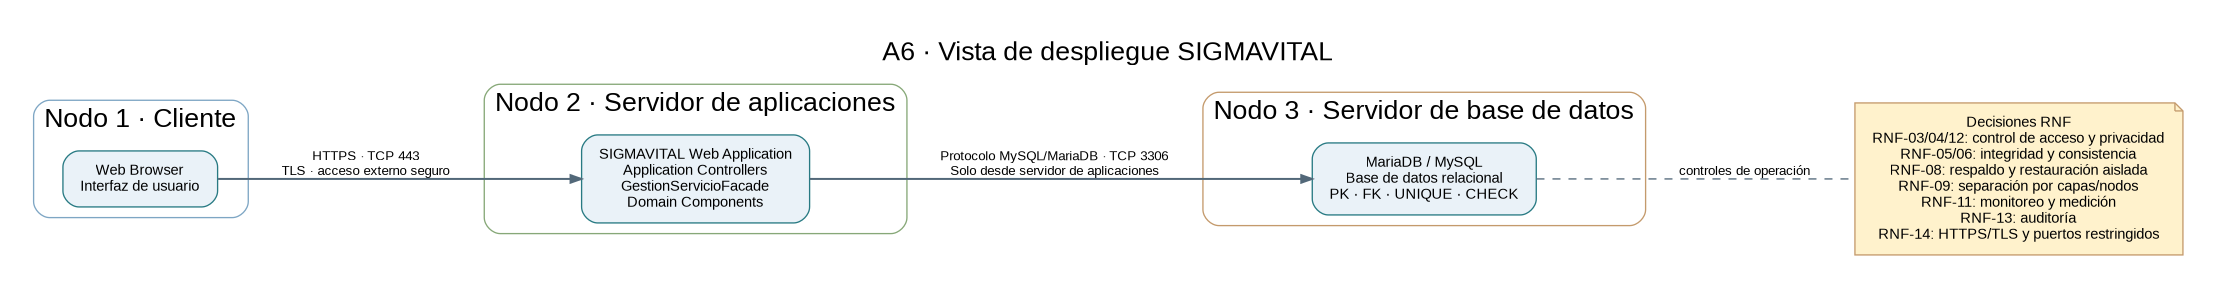 A6 · Vista de despliegue SIGMAVITAL
Nodo 1 · Cliente
Web Browser
Interfaz de usuario
HTTPS · TCP 443
TLS · acceso externo seguro
Nodo 2 · Servidor de aplicaciones
SIGMAVITAL Web Application
Application Controllers
GestionServicioFacade
Domain Components
Protocolo MySQL/MariaDB · TCP 3306
Solo desde servidor de aplicaciones
Nodo 3 · Servidor de base de datos
MariaDB / MySQL
Base de datos relacional
PK · FK · UNIQUE · CHECK
controles de operación
Decisiones RNF
RNF-03/04/12: control de acceso y privacidad
RNF-05/06: integridad y consistencia
RNF-08: respaldo y restauración aislada
RNF-09: separación por capas/nodos
RNF-11: monitoreo y medición
RNF-13: auditoría
RNF-14: HTTPS/TLS y puertos restringidos